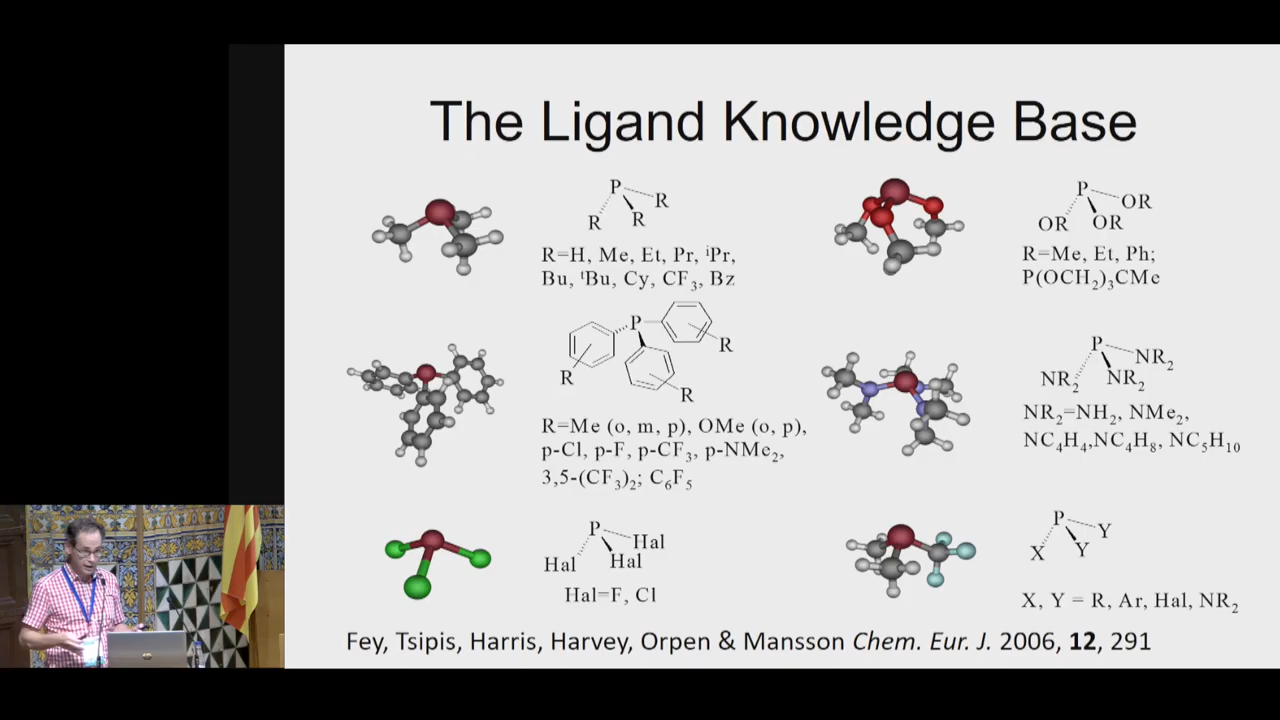 The Ligand Knowledge Base
P
R
R
R
R=H, Me, Et, Pr, ⁱPr,
Bu, ᵗBu, Cy, CF₃, Bz
P
OR
OR
OR
R=Me, Et, Ph;
P(OCH₂)₃CMe
P
R
R
R
R=Me (o, m, p), OMe (o, p),
p-Cl, p-F, p-CF₃, p-NMe₂,
3,5-(CF₃)₂; C₆F₅
P
NR₂
NR₂
NR₂
NR₂=NH₂, NMe₂,
NC₄H₄,NC₄H₈, NC₅H₁₀
P
Hal
Hal
Hal
Hal=F, Cl
P
Y
X
Y
X, Y = R, Ar, Hal, NR₂
Fey, Tsipis, Harris, Harvey, Orpen & Mansson Chem. Eur. J. 2006, 12, 291